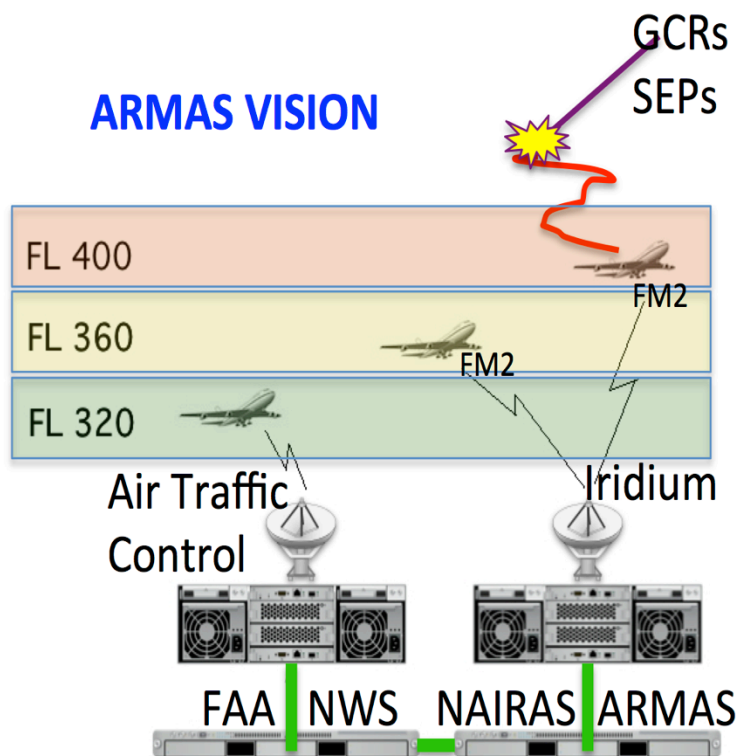 GCRs
SEPs
ARMAS VISION
FL 400
FM2
FL 360
FM2
FL 320
Air Traffic
Control
Iridium
FAA NWS NAIRAS ARMAS